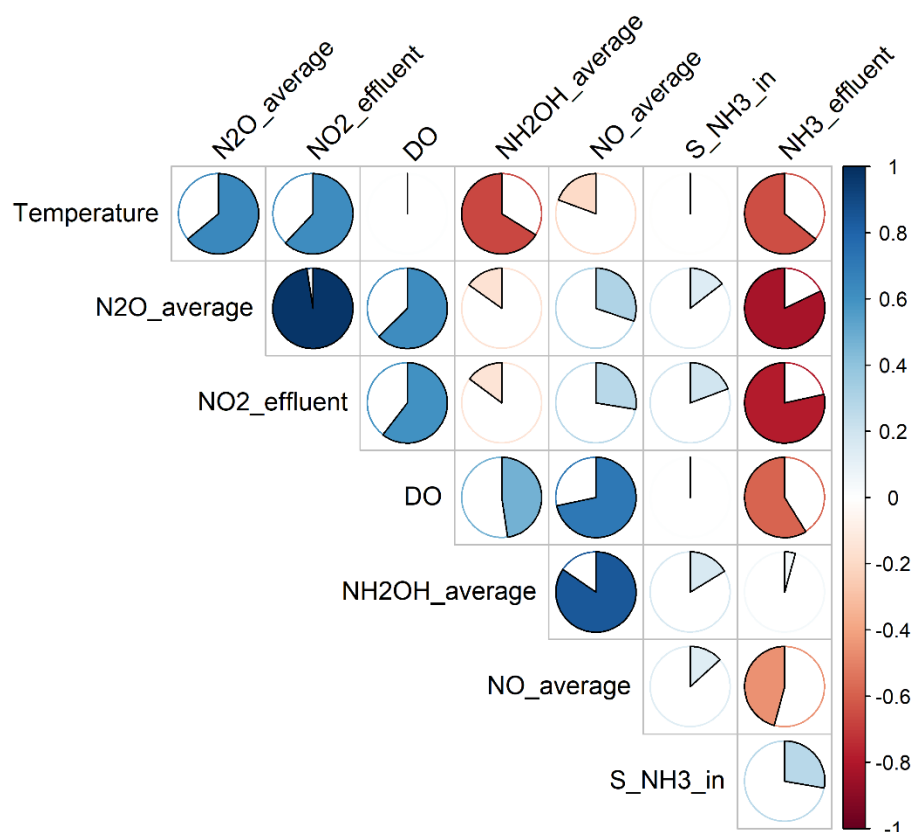 N2O_average
NO2_effluent
DO
NH2OH_average
NO_average
S_NH3_in
NH3_effluent
Temperature
N2O_average
NO2_effluent
DO
NH2OH_average
NO_average
S_NH3_in
1
0.8
0.6
0.4
0.2
0
-0.2
-0.4
-0.6
-0.8
-1